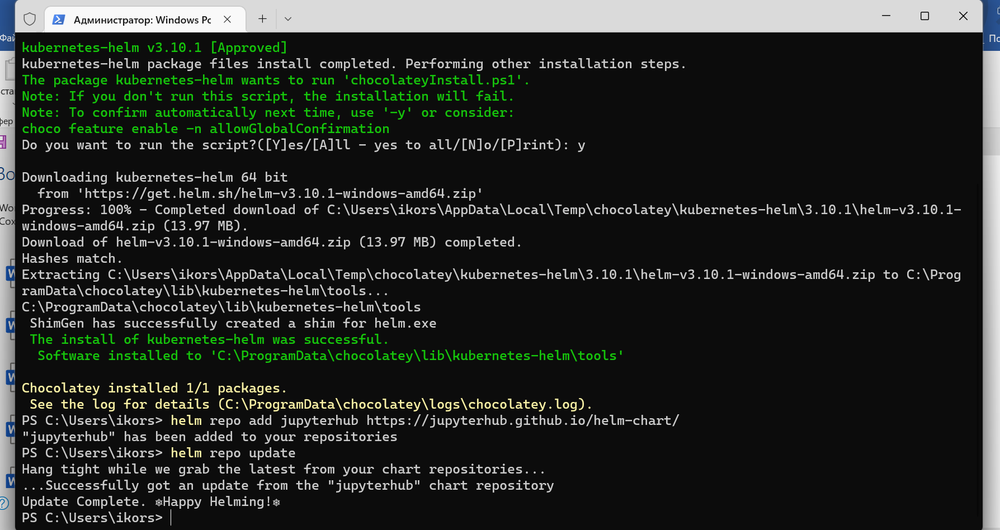 Администратор: Windows Pc
kubernetes-helm v3.10.1 [Approved]
kubernetes-helm package files install completed. Performing other installation steps.
The package kubernetes-helm wants to run 'chocolateyInstall.ps1'.
Note: If you don't run this script, the installation will fail.
Note: To confirm automatically next time, use '-y' or consider:
choco feature enable -n allowGlobalConfirmation
Do you want to run the script?([Y]es/[A]ll - yes to all/[N]o/[P]rint): y
Downloading kubernetes-helm 64 bit
from 'https://get.helm.sh/helm-v3.10.1-windows-amd64.zip'
Progress: 100% - Completed download of C:\Users\ikors\AppData\Local\Temp\chocolatey\kubernetes-helm\3.10.1\helm-v3.10.1-
windows-amd64.zip (13.97 MB).
Download of helm-v3.10.1-windows-amd64.zip (13.97 MB) completed.
Hashes match.
Extracting C:\Users\ikors\AppData\Local\Temp\chocolatey\kubernetes-helm\3.10.1\helm-v3.10.1-windows-amd64.zip to C:\Prog
ramData\chocolatey\lib\kubernetes-helm\tools...
C:\ProgramData\chocolatey\lib\kubernetes-helm\tools
ShimGen has successfully created a shim for helm.exe
The install of kubernetes-helm was successful.
Software installed to 'C:\ProgramData\chocolatey\lib\kubernetes-helm\tools'
Chocolatey installed 1/1 packages.
See the log for details (C:\ProgramData\chocolatey\logs\chocolatey.log).
PS C:\Users\ikors> helm repo add jupyterhub https://jupyterhub.github.io/helm-chart/
"jupyterhub" has been added to your repositories
PS C:\Users\ikors> helm repo update
Hang tight while we grab the latest from your chart repositories...
...Successfully got an update from the "jupyterhub" chart repository
Update Complete. ⎈Happy Helming!⎈
PS C:\Users\ikors>